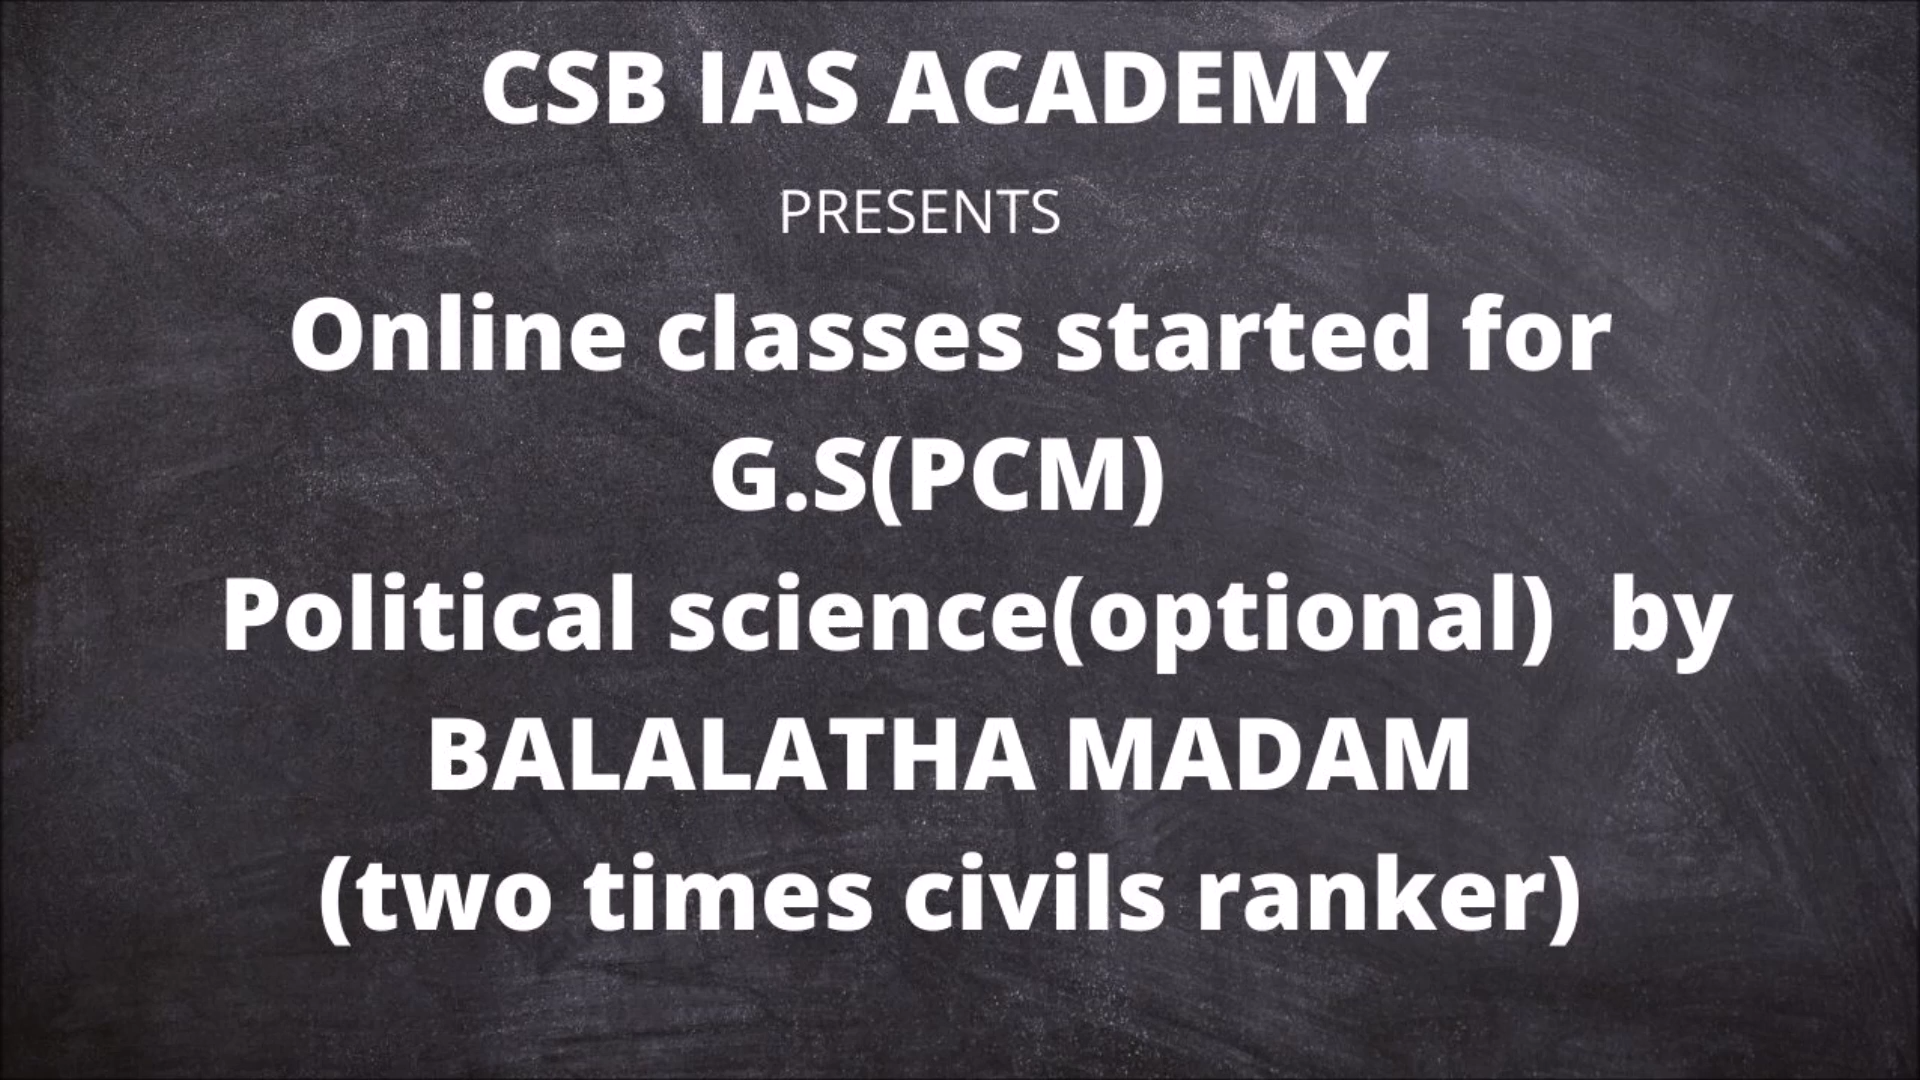 CSB IAS ACADEMY
PRESENTS
Online classes started for
G.S(PCM)
Political science(optional) by
BALALATHA MADAM
(two times civils ranker)